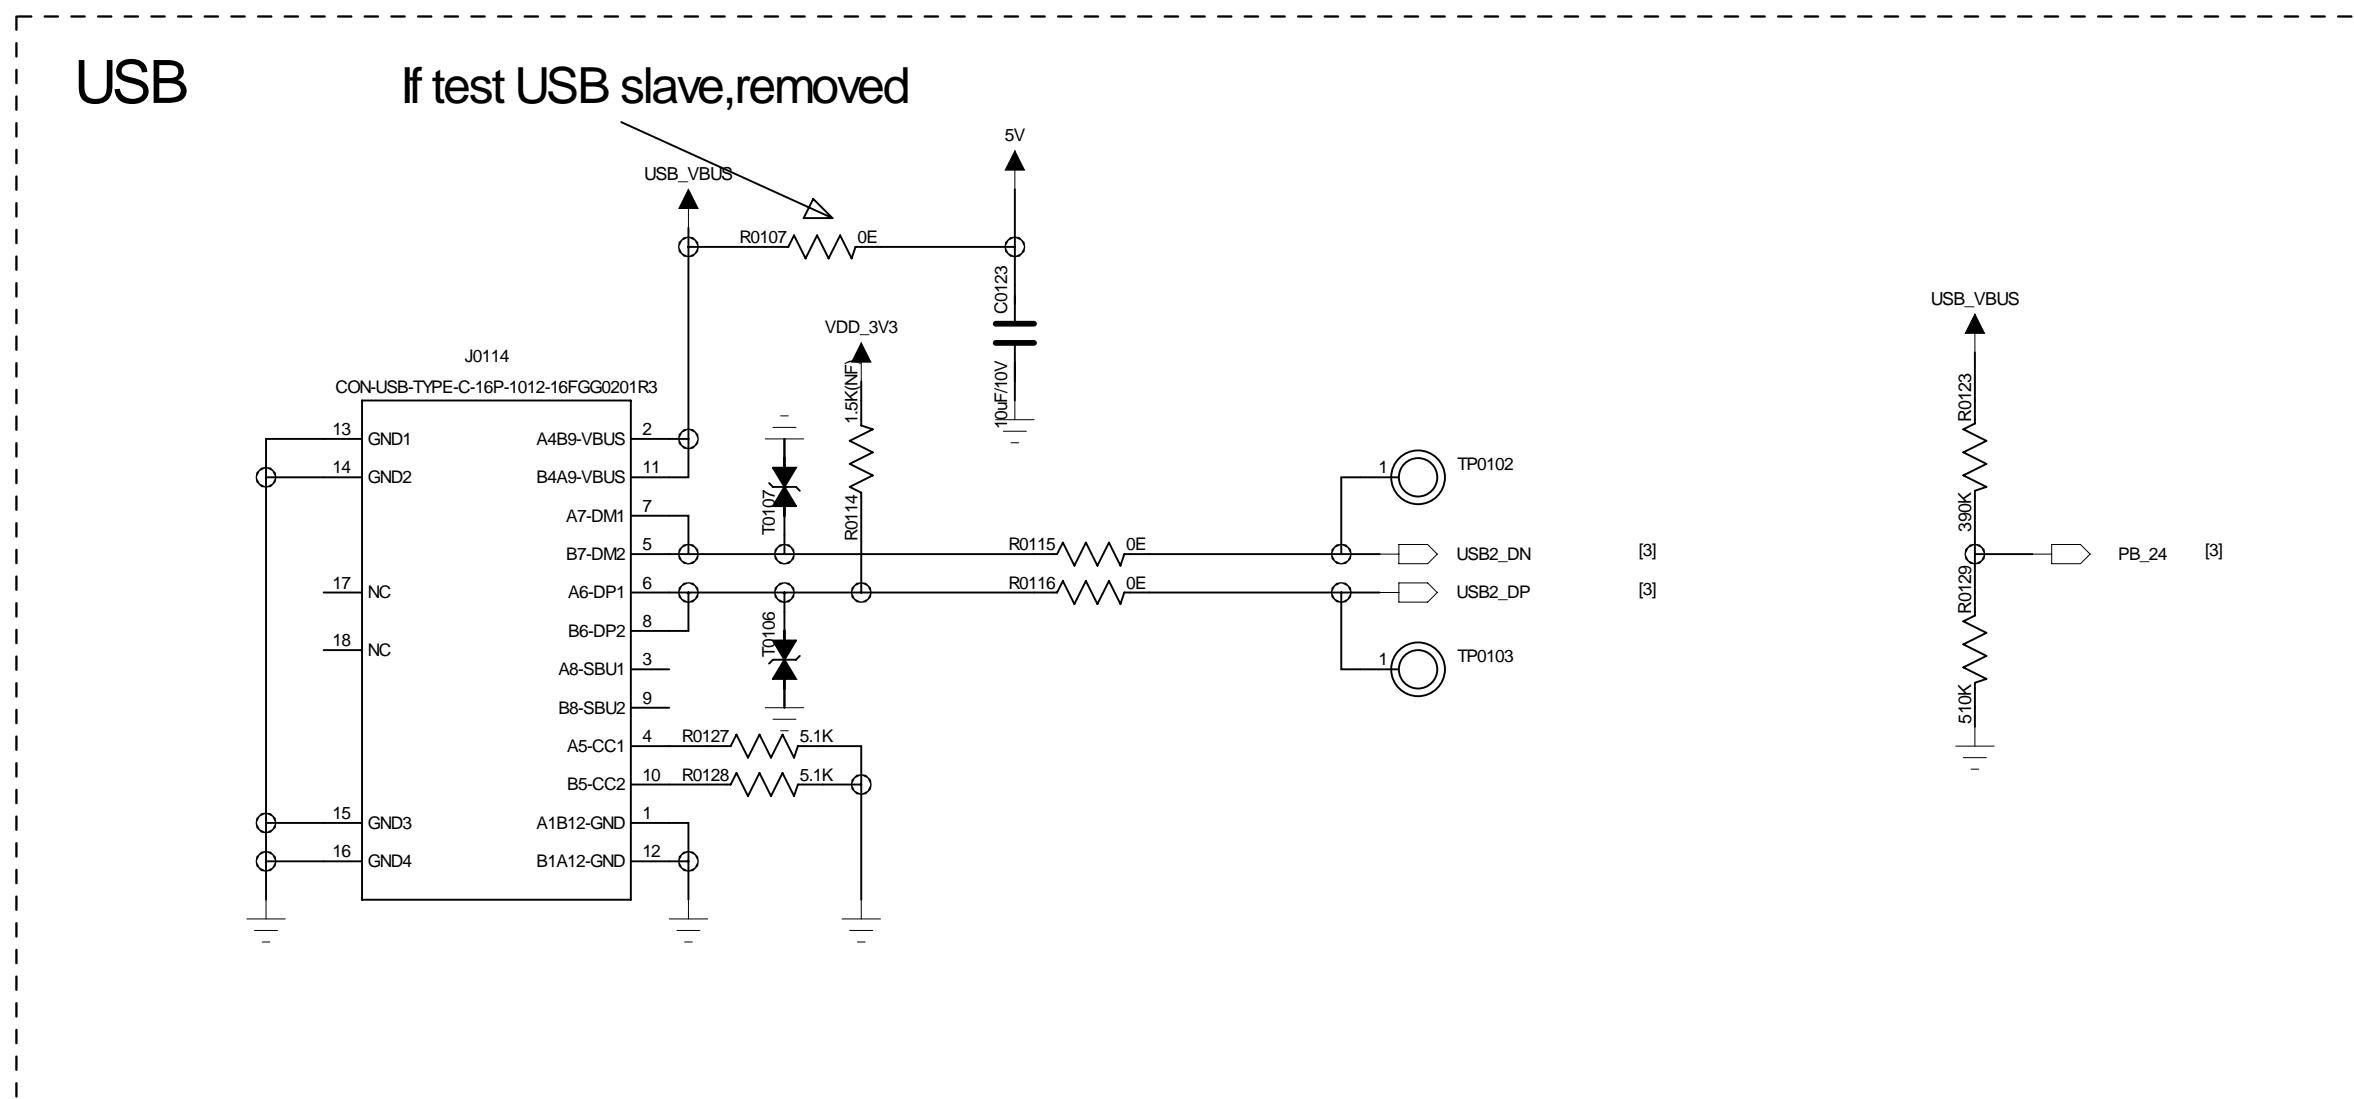 USB
If test USB slave,removed
5V
USB_VBUS
R0107
0E
C0123
10uF/10V
VDD_3V3
1.5K(NF)
R0114
USB_VBUS
R0123
390K
R0129
510K
PB_24
[3]
J0114
CON-USB-TYPE-C-16P-1012-16FGG0201R3
13
GND1
A4B9-VBUS
2
14
GND2
B4A9-VBUS
11
A7-DM1
7
B7-DM2
5
17
NC
A6-DP1
6
B6-DP2
8
18
NC
A8-SBU1
3
B8-SBU2
9
A5-CC1
4
R0127
5.1K
B5-CC2
10
R0128
5.1K
15
GND3
A1B12-GND
1
16
GND4
B1A12-GND
12
T0107
T0106
R0115
0E
R0116
0E
1
TP0102
USB2_DN
[3]
USB2_DP
[3]
1
TP0103